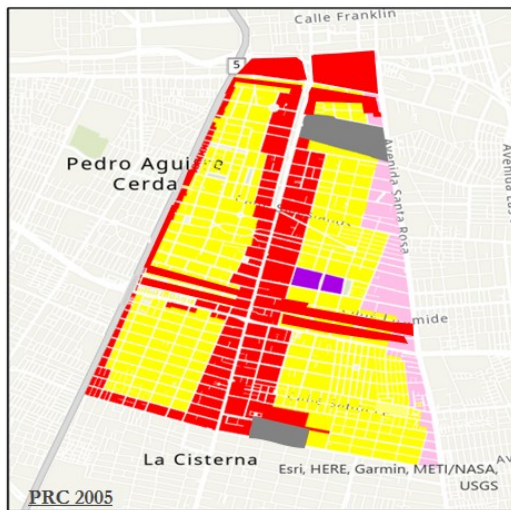 Calle Franklin
5
Pedro Aguirre
Cerda
Avenida Santa Rosa
La Cisterna
Esri, HERE, Garmin, METI/NASA,
USGS
PRC 2005